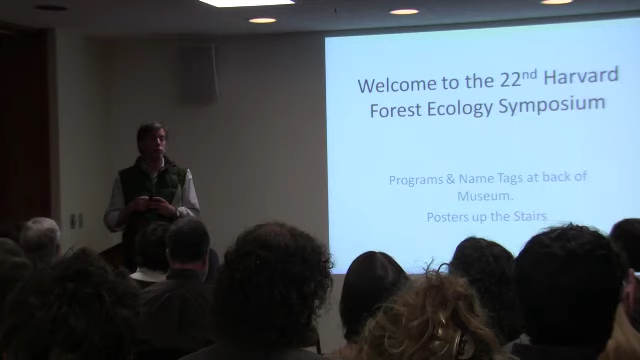 Welcome to the 22nd Harvard
Forest Ecology Symposium
Programs & Name Tags at back of
Museum.
Posters up the Stairs